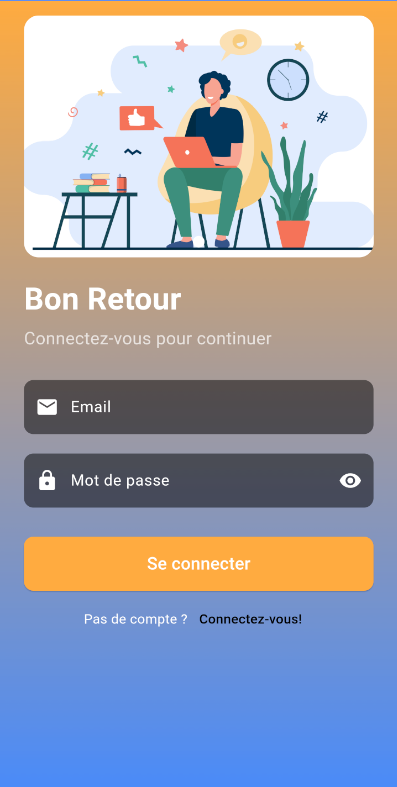 Bon Retour
Connectez-vous pour continuer
Email
Mot de passe
Se connecter
Pas de compte ? Connectez-vous!